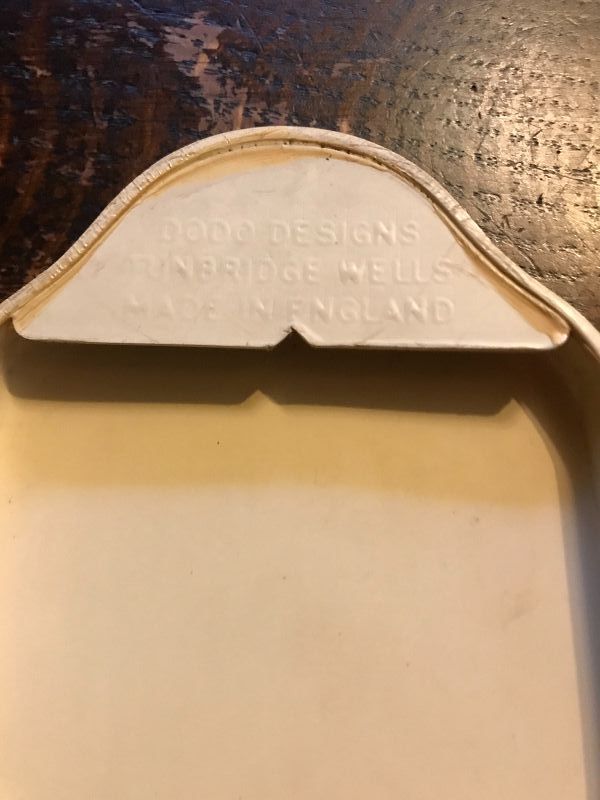 DODO DESIGNS
TUNBRIDGE WELLS
MADE IN ENGLAND